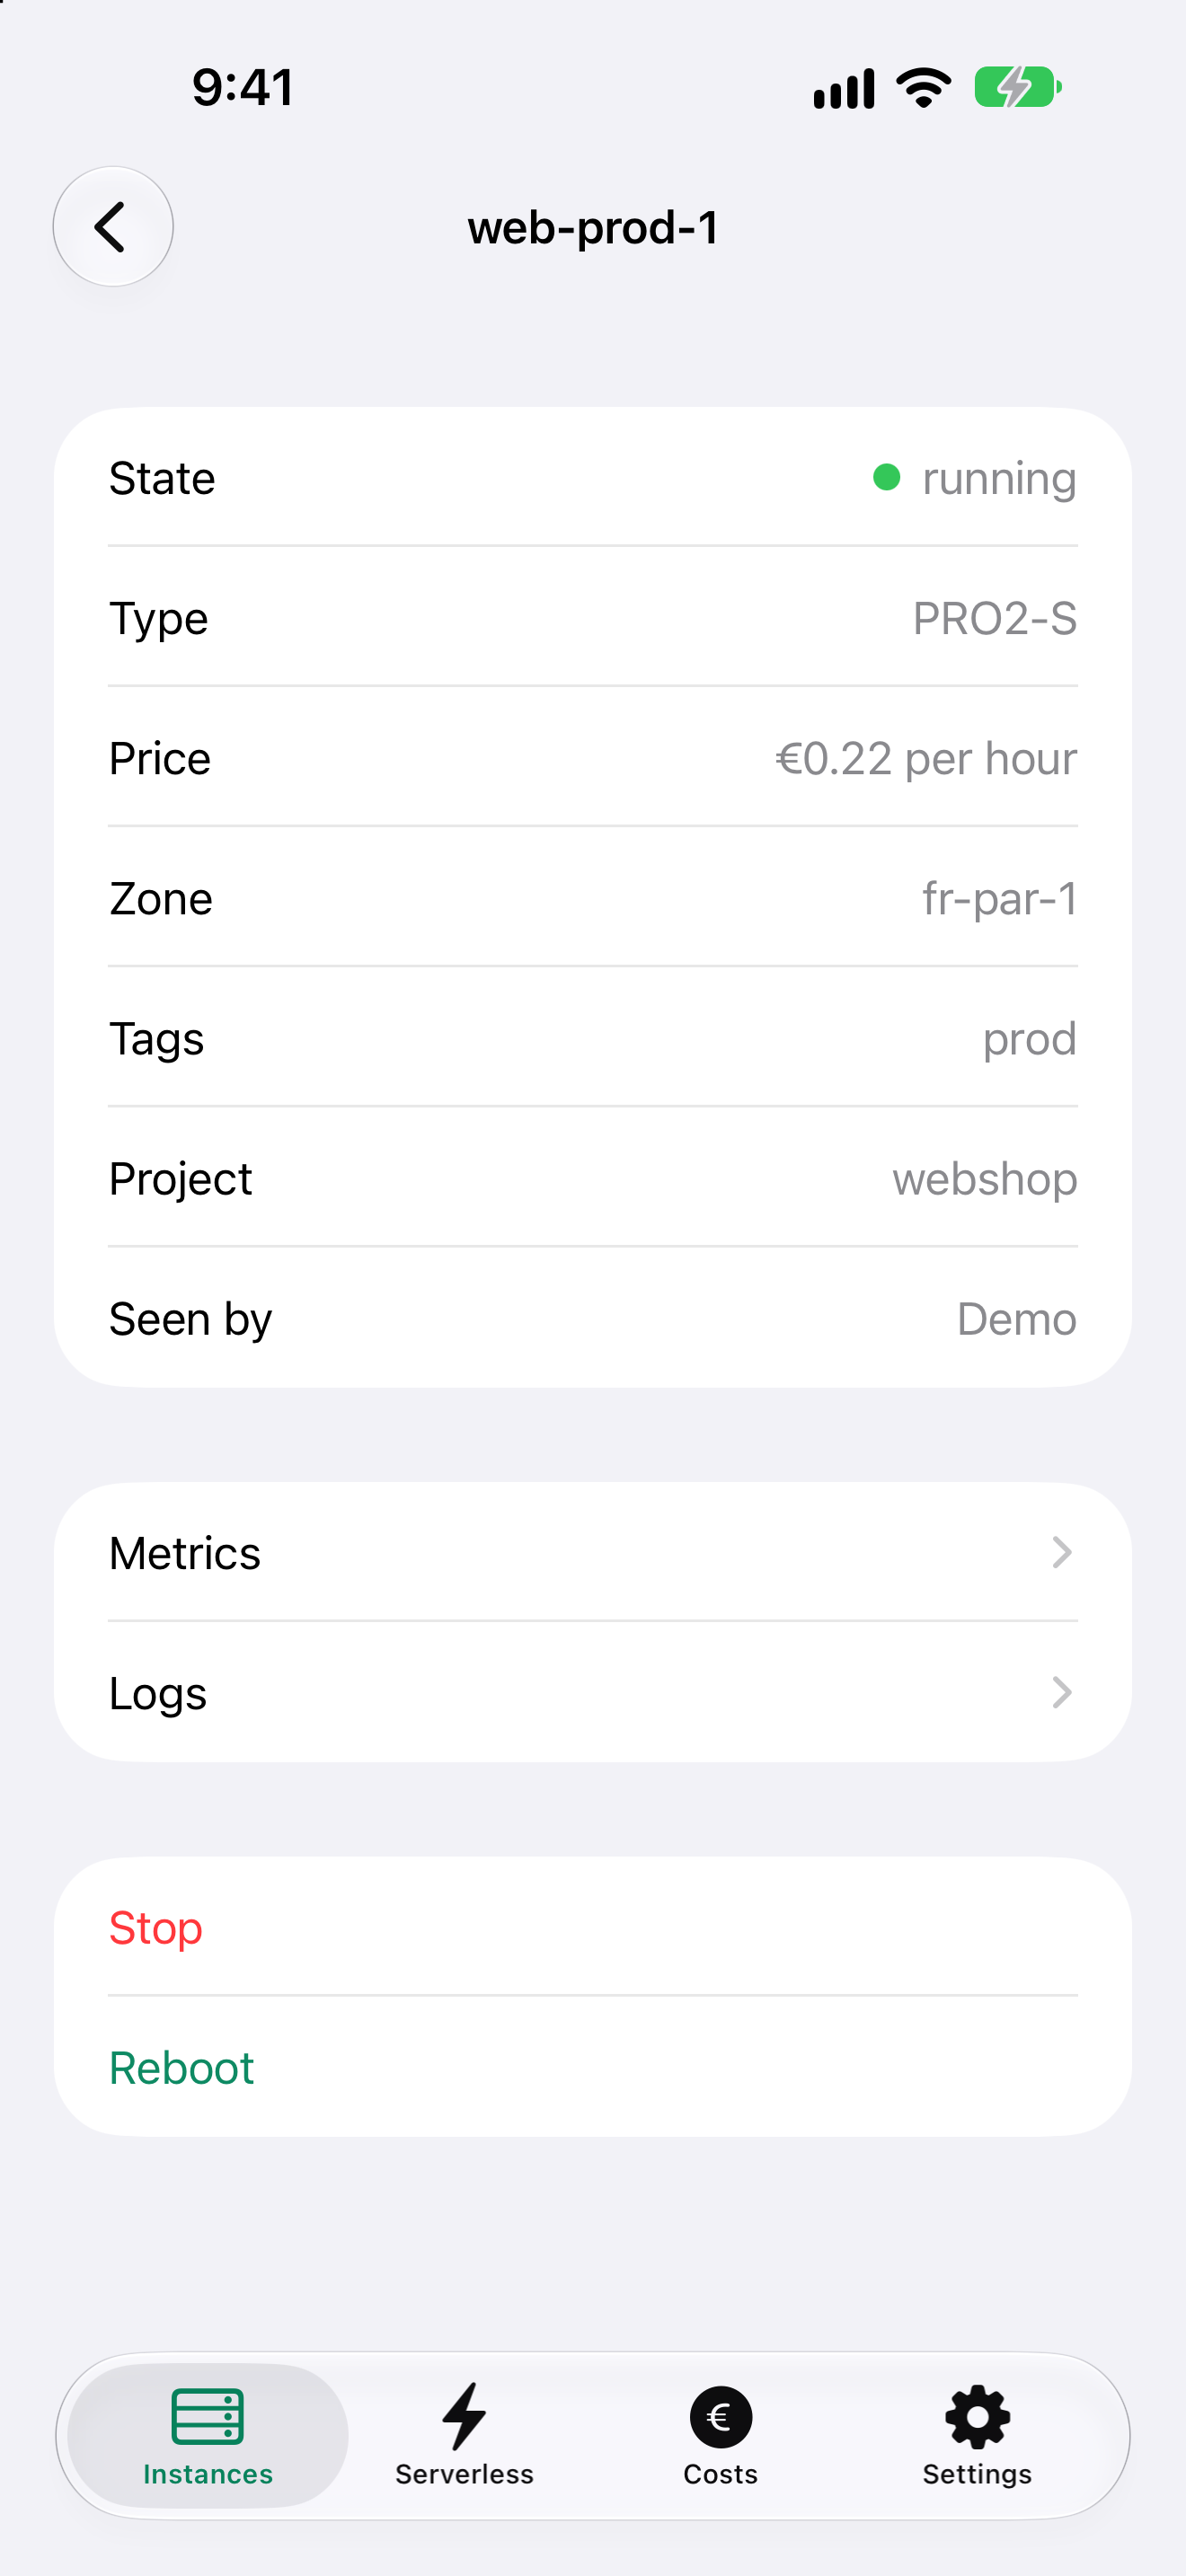 9:41
web-prod-1
State running
Type PRO2-S
Price €0.22 per hour
Zone fr-par-1
Tags prod
Project webshop
Seen by Demo
Metrics
Logs
Stop
Reboot
€
Instances Serverless Costs Settings